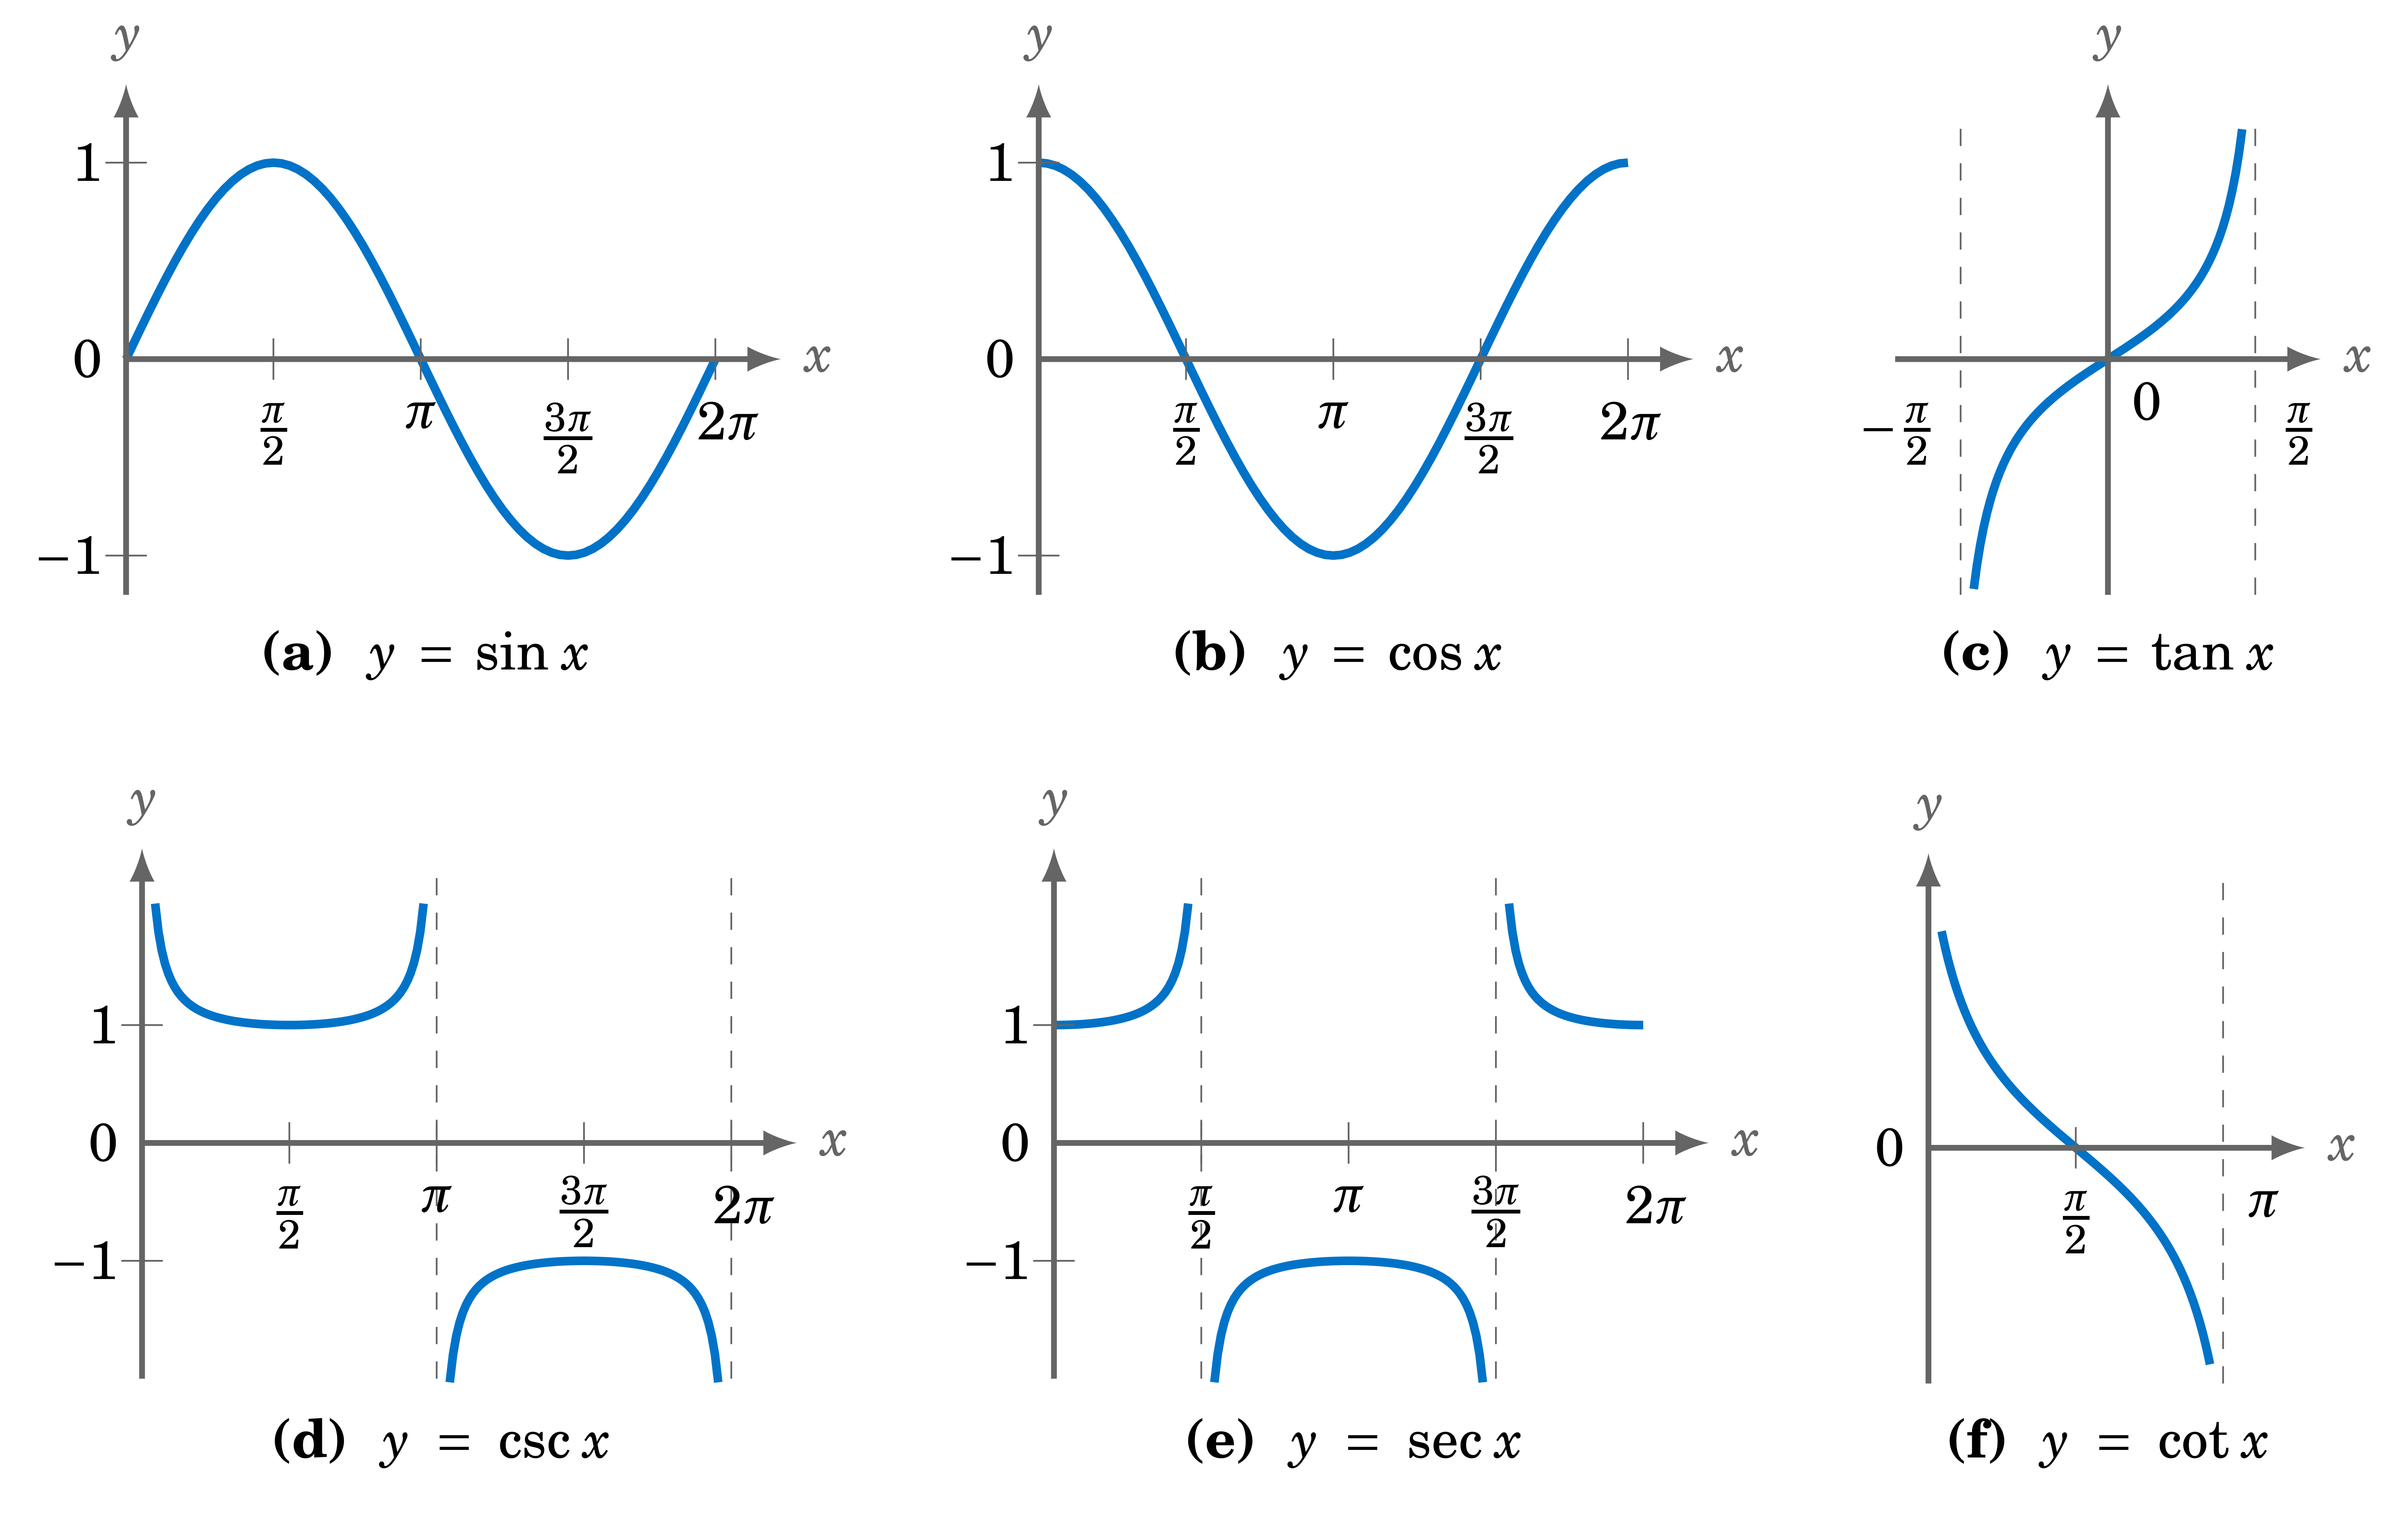 y
1
0
−1
π/2
π
3π/2
2π
x
(a) y = sin x
y
1
0
−1
π/2
π
3π/2
2π
x
(b) y = cos x
y
x
−π/2
0
π/2
(c) y = tan x
y
1
0
−1
π/2
π
3π/2
2π
x
(d) y = csc x
y
1
0
−1
π/2
π
3π/2
2π
x
(e) y = sec x
y
0
π/2
π
x
(f) y = cot x